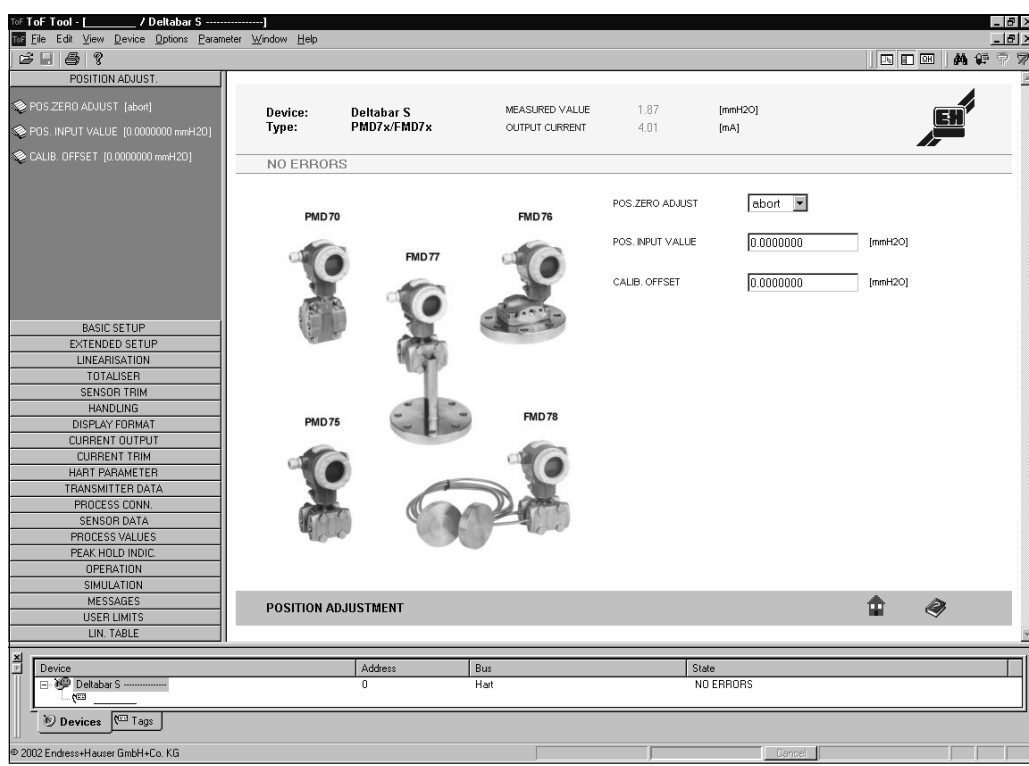 ToF ToF Tool - [________ / Deltabar S ---------------]
ToF File Edit View Device Options Parameter Window Help
POSITION ADJUST.
POS.ZERO ADJUST [abort]
POS. INPUT VALUE [0.0000000 mmH2O]
CALIB. OFFSET [0.0000000 mmH2O]
BASIC SETUP
EXTENDED SETUP
LINEARISATION
TOTALISER
SENSOR TRIM
HANDLING
DISPLAY FORMAT
CURRENT OUTPUT
CURRENT TRIM
HART PARAMETER
TRANSMITTER DATA
PROCESS CONN.
SENSOR DATA
PROCESS VALUES
PEAK HOLD INDIC.
OPERATION
SIMULATION
MESSAGES
USER LIMITS
LIN. TABLE
Device: Deltabar S MEASURED VALUE 1.87 [mmH2O]
Type: PMD7x/FMD7x OUTPUT CURRENT 4.01 [mA]
EH
NO ERRORS
PMD70
FMD76
FMD77
PMD75
FMD78
POS.ZERO ADJUST abort
POS. INPUT VALUE 0.0000000 [mmH2O]
CALIB. OFFSET 0.0000000 [mmH2O]
POSITION ADJUSTMENT
Device Address Bus State
Deltabar S --------------- 0 Hart NO ERRORS
Devices Tags
© 2002 Endress+Hauser GmbH+Co. KG
Cancel